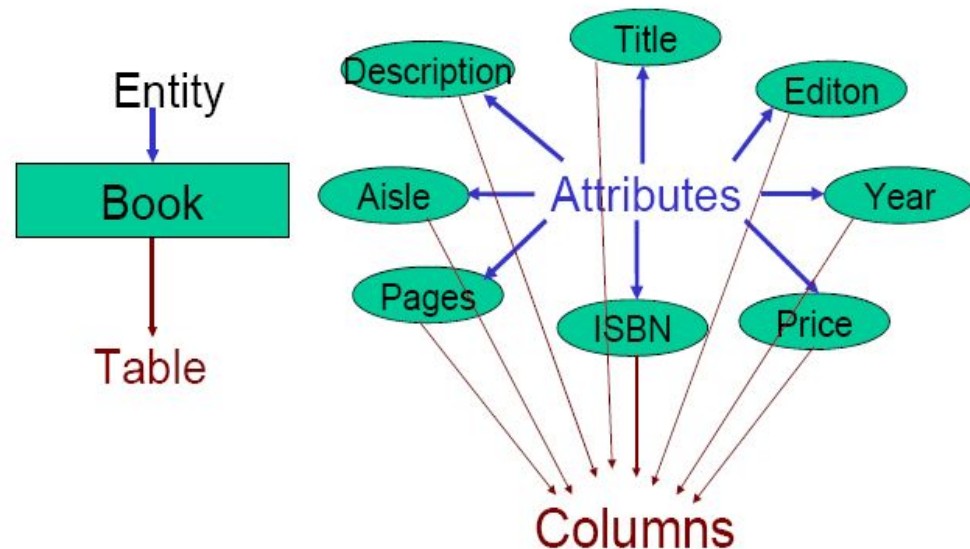 Entity
Book
Table
Title
Description
Editon
Aisle
Attributes
Year
Pages
ISBN
Price
Columns